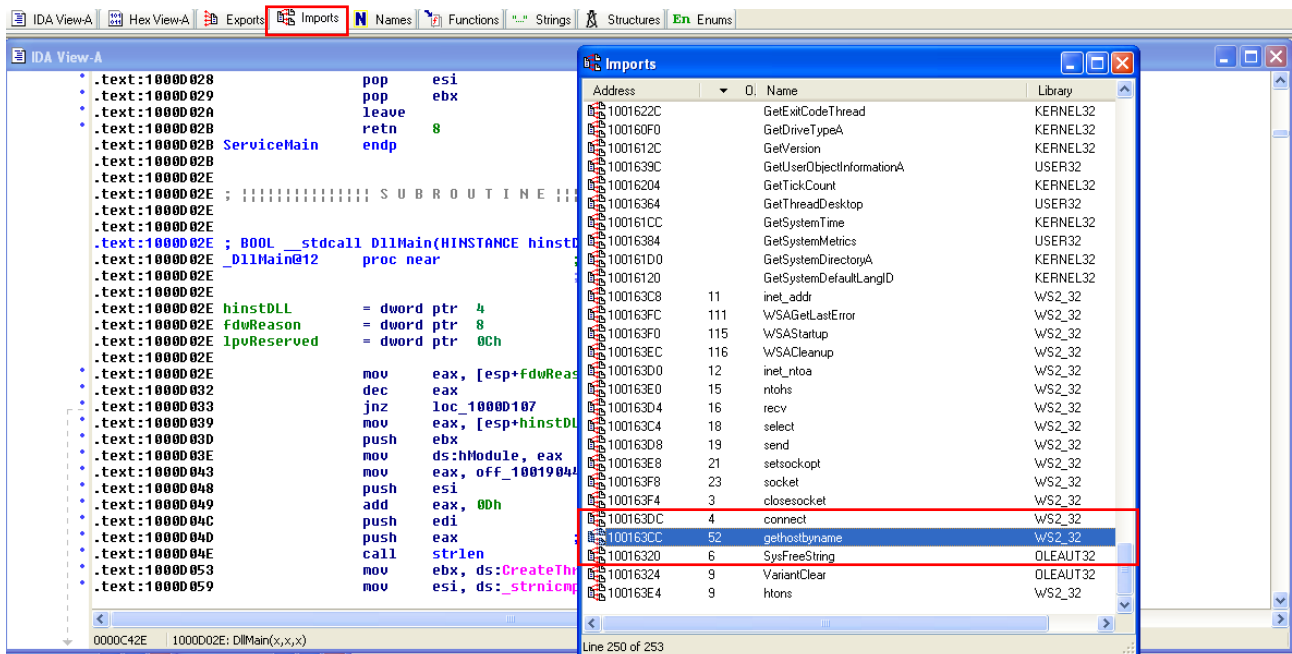 IDA View-A Hex View-A Exports Imports N Names Functions "..." Strings Structures En Enums
IDA View-A
.text:1000D028 pop esi
.text:1000D029 pop ebx
.text:1000D02A leave
.text:1000D02B retn 8
.text:1000D02B ServiceMain endp
.text:1000D02B
.text:1000D02E
.text:1000D02E ; ¦¦¦¦¦¦¦¦¦¦¦¦¦¦¦ S U B R O U T I N E ¦¦¦
.text:1000D02E
.text:1000D02E
.text:1000D02E ; BOOL __stdcall DllMain(HINSTANCE hinstD
.text:1000D02E _DllMain@12 proc near ;
.text:1000D02E ;
.text:1000D02E
.text:1000D02E hinstDLL = dword ptr 4
.text:1000D02E fdwReason = dword ptr 8
.text:1000D02E lpvReserved = dword ptr 0Ch
.text:1000D02E
.text:1000D02E mov eax, [esp+fdwReas
.text:1000D032 dec eax
.text:1000D033 jnz loc_1000D107
.text:1000D039 mov eax, [esp+hinstDL
.text:1000D03D push ebx
.text:1000D03E mov ds:hModule, eax
.text:1000D043 mov eax, off_10019044
.text:1000D048 push esi
.text:1000D049 add eax, 0Dh
.text:1000D04C push edi
.text:1000D04D push eax ;
.text:1000D04E call strlen
.text:1000D053 mov ebx, ds:CreateThr
.text:1000D059 mov esi, ds:_strnicmp
0000C42E 1000D02E: DllMain(x,x,x)
Imports
Address O. Name Library
1001622C GetExitCodeThread KERNEL32
100160F0 GetDriveTypeA KERNEL32
1001612C GetVersion KERNEL32
1001639C GetUserObjectInformationA USER32
10016204 GetTickCount KERNEL32
10016364 GetThreadDesktop USER32
100161CC GetSystemTime KERNEL32
10016384 GetSystemMetrics USER32
100161D0 GetSystemDirectoryA KERNEL32
10016120 GetSystemDefaultLangID KERNEL32
100163C8 11 inet_addr WS2_32
100163FC 111 WSAGetLastError WS2_32
100163F0 115 WSAStartup WS2_32
100163EC 116 WSACleanup WS2_32
100163D0 12 inet_ntoa WS2_32
100163E0 15 ntohs WS2_32
100163D4 16 recv WS2_32
100163C4 18 select WS2_32
100163D8 19 send WS2_32
100163E8 21 setsockopt WS2_32
100163F8 23 socket WS2_32
100163F4 3 closesocket WS2_32
100163DC 4 connect WS2_32
100163CC 52 gethostbyname WS2_32
10016320 6 SysFreeString OLEAUT32
10016324 9 VariantClear OLEAUT32
100163E4 9 htons WS2_32
Line 250 of 253